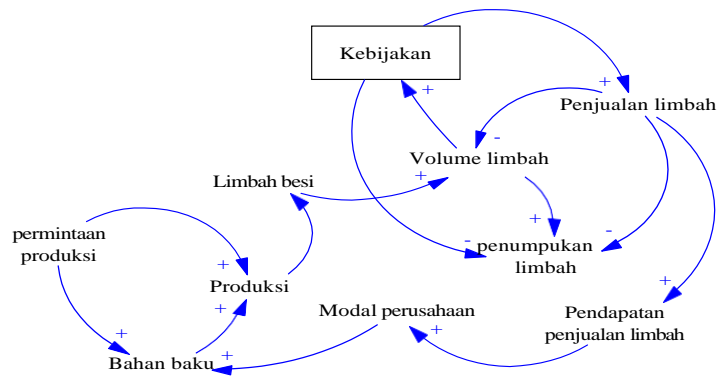 Kebijakan
+
+
Penjualan limbah
-
Volume limbah
+
Limbah besi
+
-
-
penumpukan
limbah
permintaan
produksi
+
Produksi
+
+
Bahan baku
+
Modal perusahaan
+
+
Pendapatan
penjualan limbah